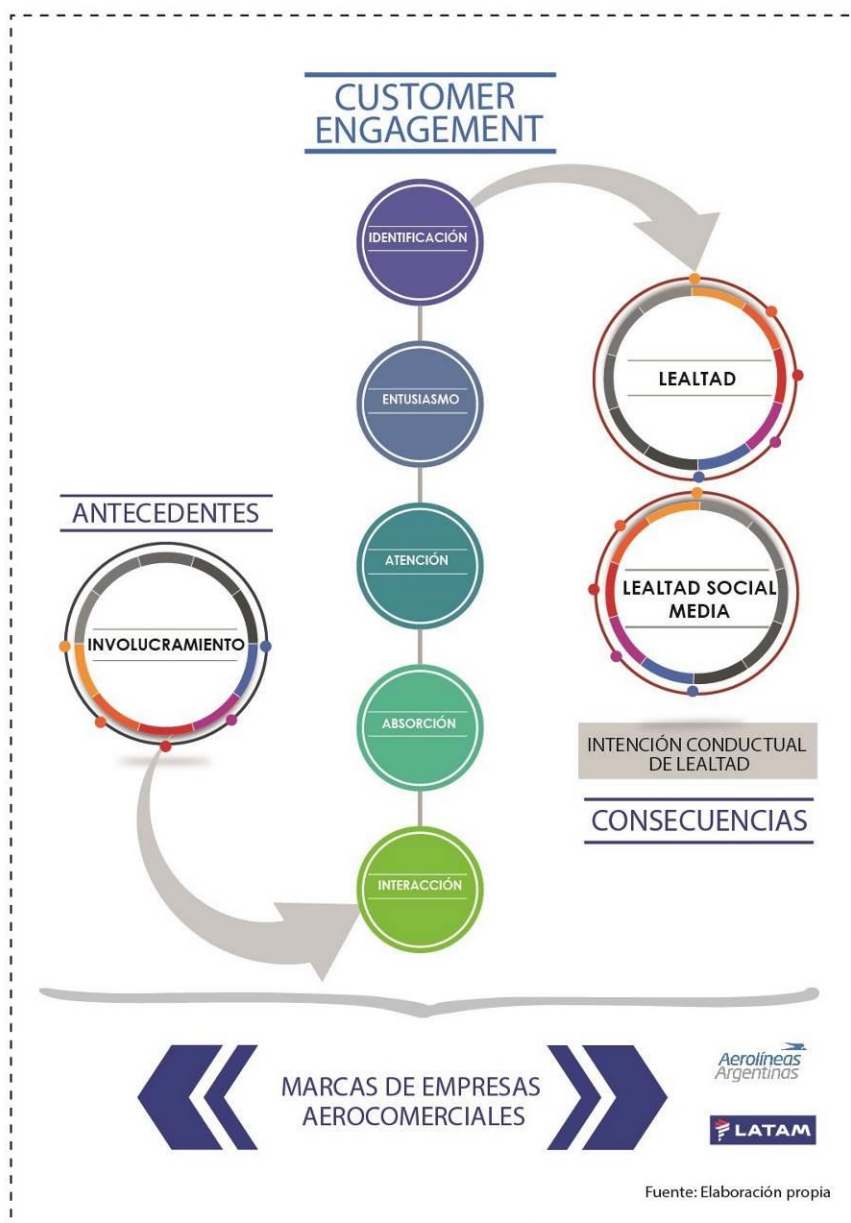 CUSTOMER
ENGAGEMENT
IDENTIFICACIÓN
ENTUSIASMO
ATENCIÓN
ABSORCIÓN
INTERACCIÓN
ANTECEDENTES
INVOLUCRAMIENTO
LEALTAD
LEALTAD SOCIAL
MEDIA
INTENCIÓN CONDUCTUAL
DE LEALTAD
CONSECUENCIAS
MARCAS DE EMPRESAS
AEROCOMERCIALES
Aerolíneas
Argentinas
LATAM
Fuente: Elaboración propia